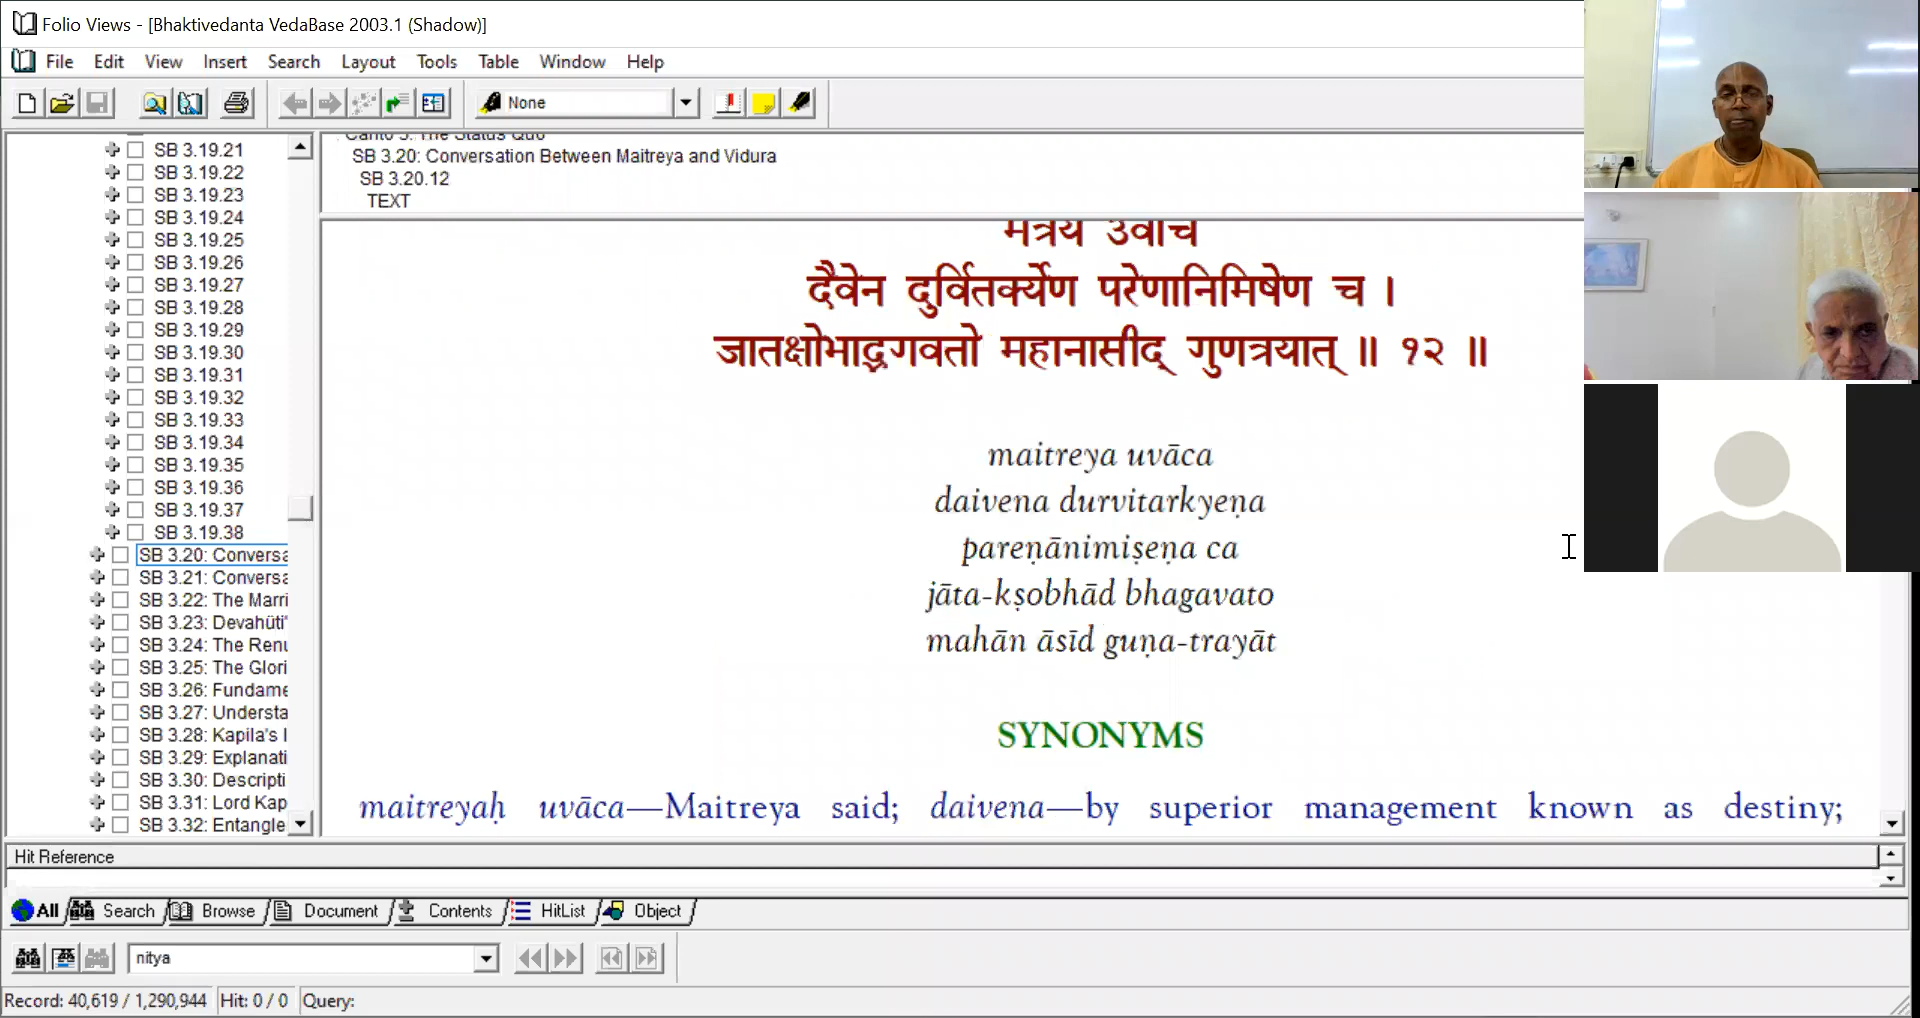 Folio Views - [Bhaktivedanta VedaBase 2003.1 (Shadow)]
File Edit View Insert Search Layout Tools Table Window Help
None
SB 3.19.21
SB 3.19.22
SB 3.19.23
SB 3.19.24
SB 3.19.25
SB 3.19.26
SB 3.19.27
SB 3.19.28
SB 3.19.29
SB 3.19.30
SB 3.19.31
SB 3.19.32
SB 3.19.33
SB 3.19.34
SB 3.19.35
SB 3.19.36
SB 3.19.37
SB 3.19.38
SB 3.20: Conversa
SB 3.21: Convers
SB 3.22: The Marri
SB 3.23: Devahüti'
SB 3.24: The Renu
SB 3.25: The Glori
SB 3.26: Fundame
SB 3.27: Understa
SB 3.28: Kapila's I
SB 3.29: Explanati
SB 3.30: Descripti
SB 3.31: Lord Kap
SB 3.32: Entangle
Canto 3: The Status Quo
SB 3.20: Conversation Between Maitreya and Vidura
SB 3.20.12
TEXT
मैत्रेय उवाच
दैवेन दुर्वितर्क्येण परेणानिमिषेण च ।
जातक्षोभाद्भगवतो महानासीद् गुणत्रयात् ॥ १२ ॥
maitreya uvāca
daivena durvitarkyeṇa
pareṇānimiṣeṇa ca
jāta-kṣobhād bhagavato
mahān āsīd guṇa-trayāt
SYNONYMS
maitreyaḥ uvāca—Maitreya said; daivena—by superior management known as destiny;
Hit Reference
All Search Browse Document Contents HitList Object
nitya
Record: 40,619 / 1,290,944 Hit: 0 / 0 Query: